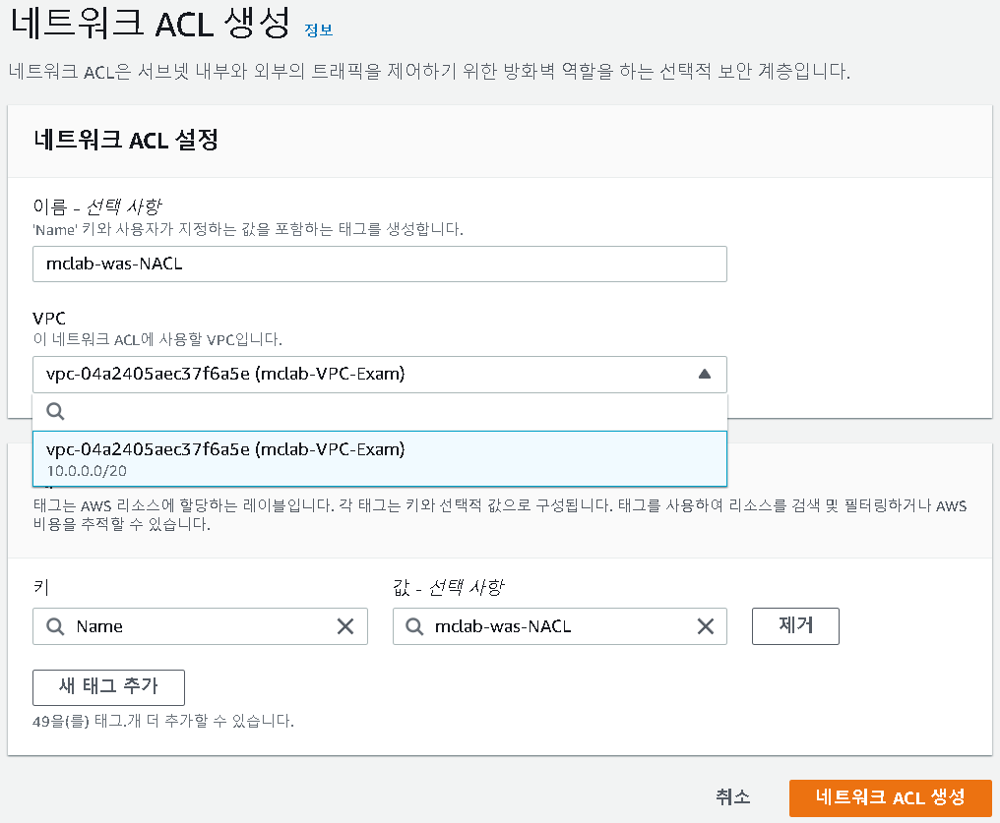 네트워크 ACL 생성 정보
네트워크 ACL은 서브넷 내부와 외부의 트래픽을 제어하기 위한 방화벽 역할을 하는 선택적 보안 계층입니다.
네트워크 ACL 설정
이름 - 선택 사항
'Name' 키와 사용자가 지정하는 값을 포함하는 태그를 생성합니다.
mclab-was-NACL
VPC
이 네트워크 ACL에 사용할 VPC입니다.
vpc-04a2405aec37f6a5e (mclab-VPC-Exam)
vpc-04a2405aec37f6a5e (mclab-VPC-Exam)
10.0.0.0/20
태그는 AWS 리소스에 할당하는 레이블입니다. 각 태그는 키와 선택적 값으로 구성됩니다. 태그를 사용하여 리소스를 검색 및 필터링하거나 AWS
비용을 추적할 수 있습니다.
키 값 - 선택 사항
Name mclab-was-NACL 제거
새 태그 추가
49을(를) 태그.개 더 추가할 수 있습니다.
취소 네트워크 ACL 생성